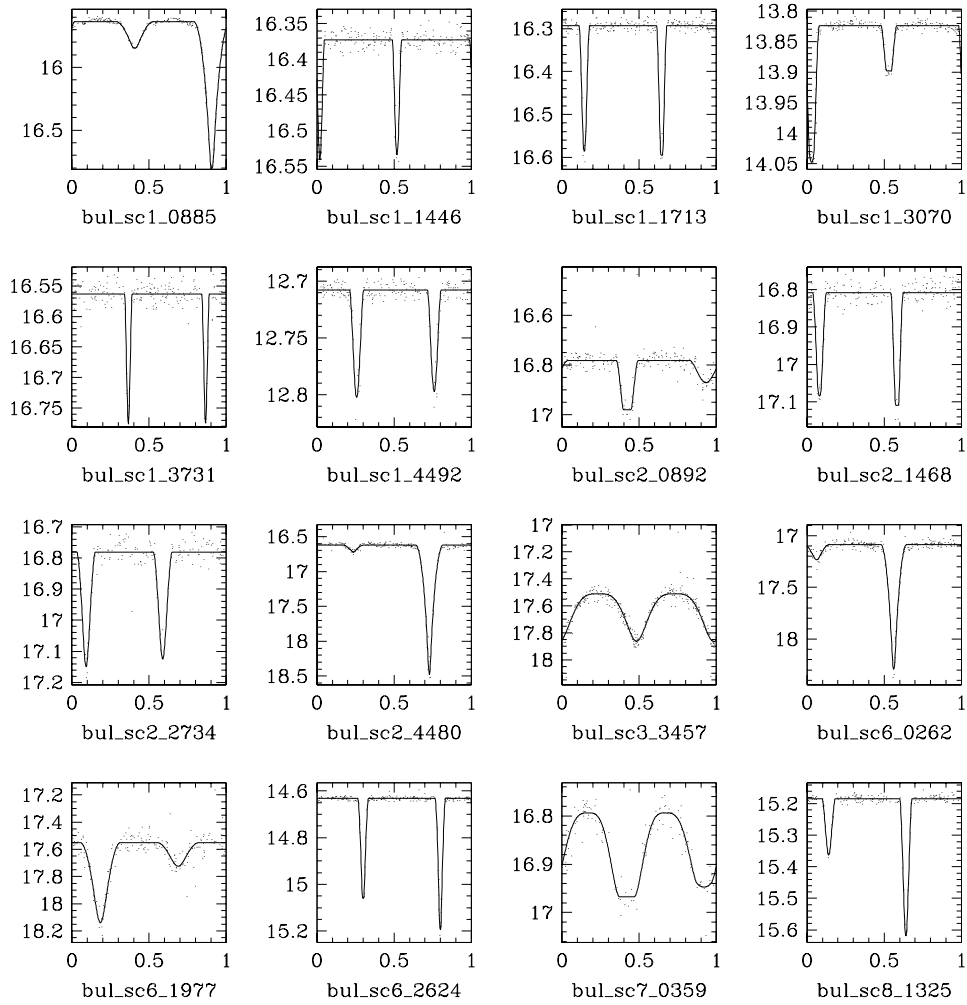 16
16.5
0 0.5 1
bul_sc1_0885
16.35
16.4
16.45
16.5
16.55
0 0.5 1
bul_sc1_1446
16.3
16.4
16.5
16.6
0 0.5 1
bul_sc1_1713
13.8
13.85
13.9
13.95
14
14.05
0 0.5 1
bul_sc1_3070
16.55
16.6
16.65
16.7
16.75
0 0.5 1
bul_sc1_3731
12.7
12.75
12.8
0 0.5 1
bul_sc1_4492
16.6
16.8
17
0 0.5 1
bul_sc2_0892
16.8
16.9
17
17.1
0 0.5 1
bul_sc2_1468
16.7
16.8
16.9
17
17.1
17.2
0 0.5 1
bul_sc2_2734
16.5
17
17.5
18
18.5
0 0.5 1
bul_sc2_4480
17
17.2
17.4
17.6
17.8
18
0 0.5 1
bul_sc3_3457
17
17.5
18
0 0.5 1
bul_sc6_0262
17.2
17.4
17.6
17.8
18
18.2
0 0.5 1
bul_sc6_1977
14.6
14.8
15
15.2
0 0.5 1
bul_sc6_2624
16.8
16.9
17
0 0.5 1
bul_sc7_0359
15.2
15.3
15.4
15.5
15.6
0 0.5 1
bul_sc8_1325